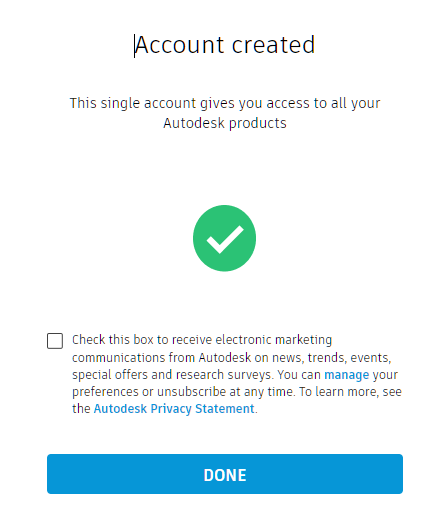 Account created
This single account gives you access to all your
Autodesk products
Check this box to receive electronic marketing
communications from Autodesk on news, trends, events,
special offers and research surveys. You can manage your
preferences or unsubscribe at any time. To learn more, see
the Autodesk Privacy Statement.
DONE